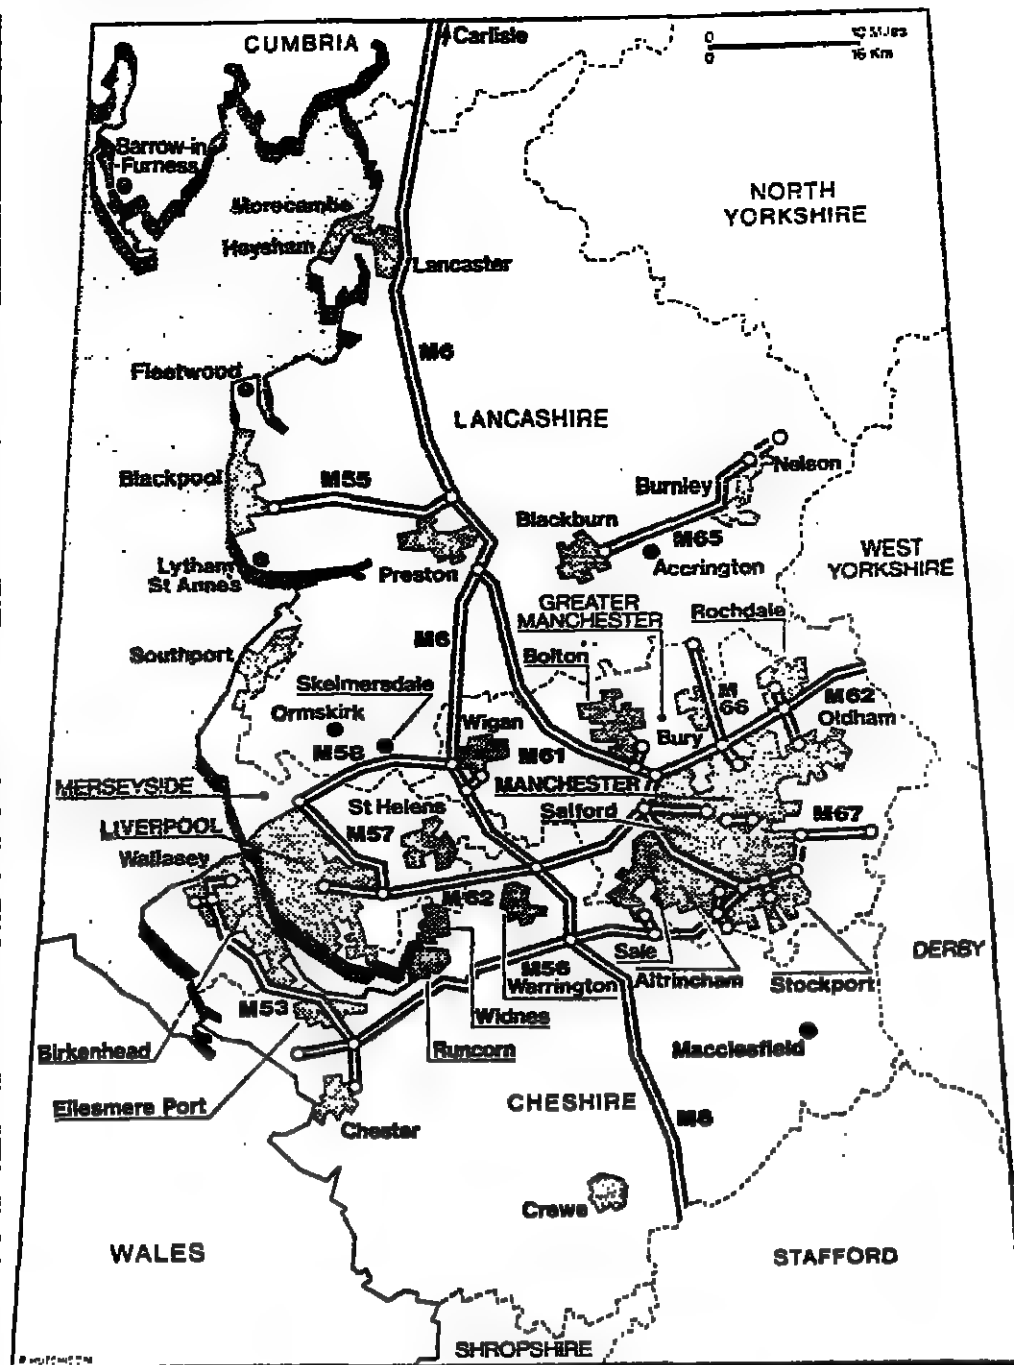 CUMBRIA
Carlisle
0 10 Miles
0 16 Km
Barrow-in-
Furness
NORTH
YORKSHIRE
Morecambe
Heysham
Lancaster
M6
Fleetwood
LANCASHIRE
Blackpool
M55
Nelson
Burnley
Blackburn
M65
Accrington
WEST
YORKSHIRE
Lytham
St Annes
Preston
GREATER
MANCHESTER
Rochdale
M6
Southport
Bolton
Skelmersdale
M
66
M62
Ormskirk
Wigan
Oldham
Bury
M58
M61
MERSEYSIDE
MANCHESTER
St Helens
Salford
LIVERPOOL
M57
M67
Wallasey
M62
Sale
DERBY
M56
Warrington
Altrincham
Stockport
M53
Widnes
Birkenhead
Runcorn
Macclesfield
Ellesmere Port
CHESHIRE
M6
Chester
Crewe
WALES
STAFFORD
SHROPSHIRE